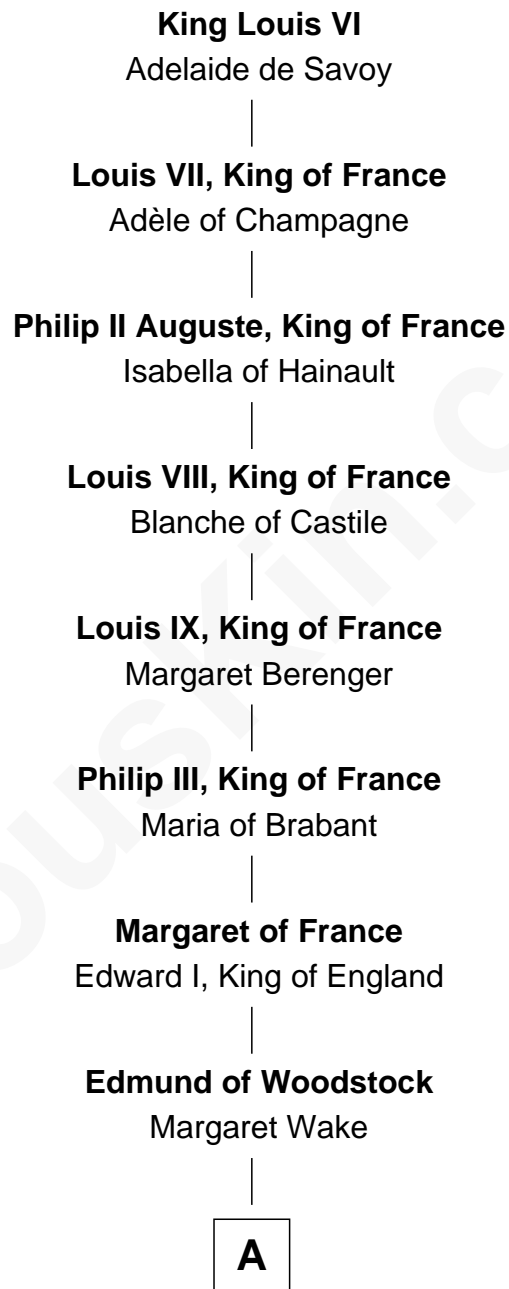 King Louis VI
Adelaide de Savoy
Louis VII, King of France
Adèle of Champagne
Philip II Auguste, King of France
Isabella of Hainault
Louis VIII, King of France
Blanche of Castile
Louis IX, King of France
Margaret Berenger
Philip III, King of France
Maria of Brabant
Margaret of France
Edward I, King of England
Edmund of Woodstock
Margaret Wake
A